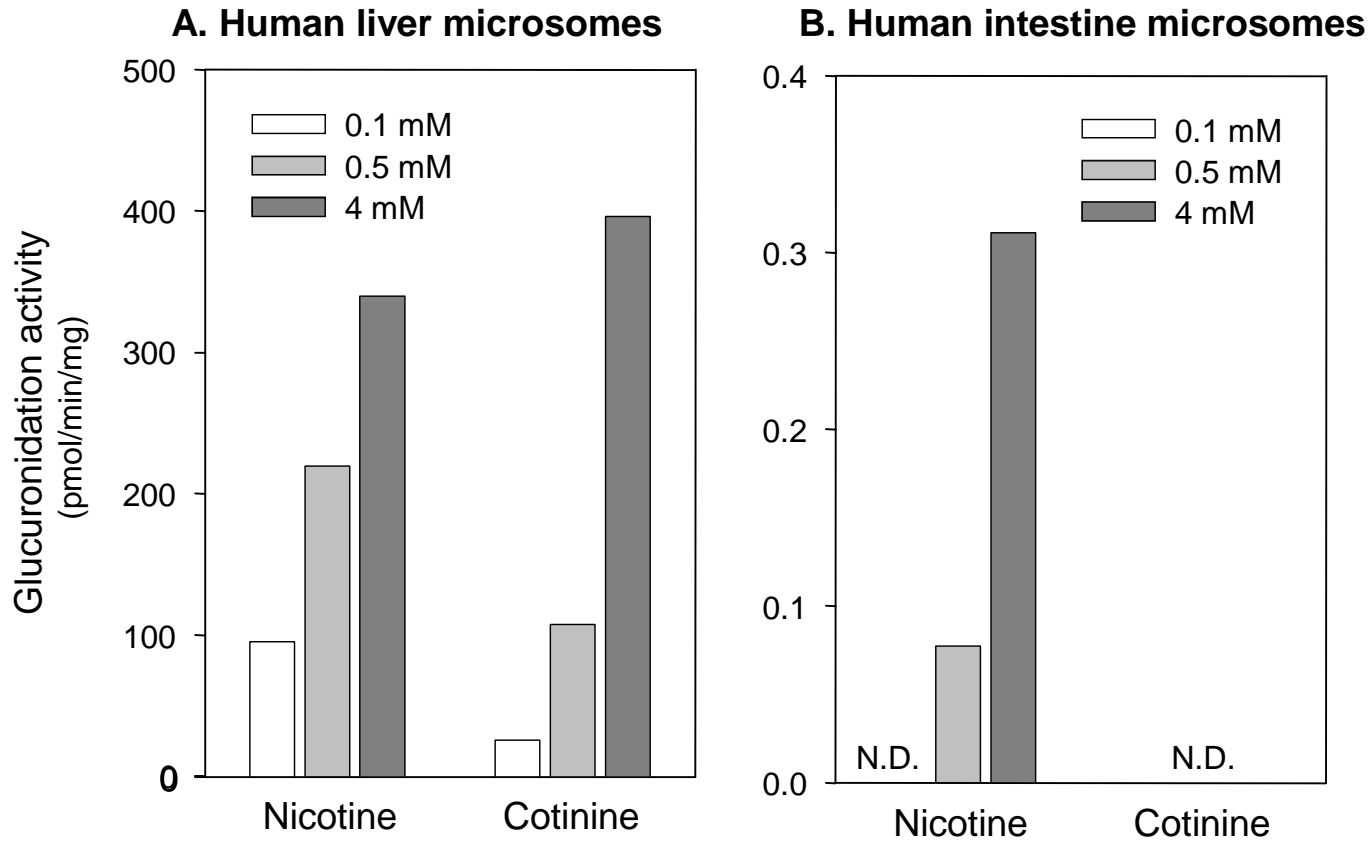 A. Human liver microsomes
Glucuronidation activity
(pmol/min/mg)
500
400
300
200
100
0
0.1 mM
0.5 mM
4 mM
Nicotine
Cotinine
B. Human intestine microsomes
0.4
0.3
0.2
0.1
0.0
0.1 mM
0.5 mM
4 mM
N.D.
N.D.
Nicotine
Cotinine